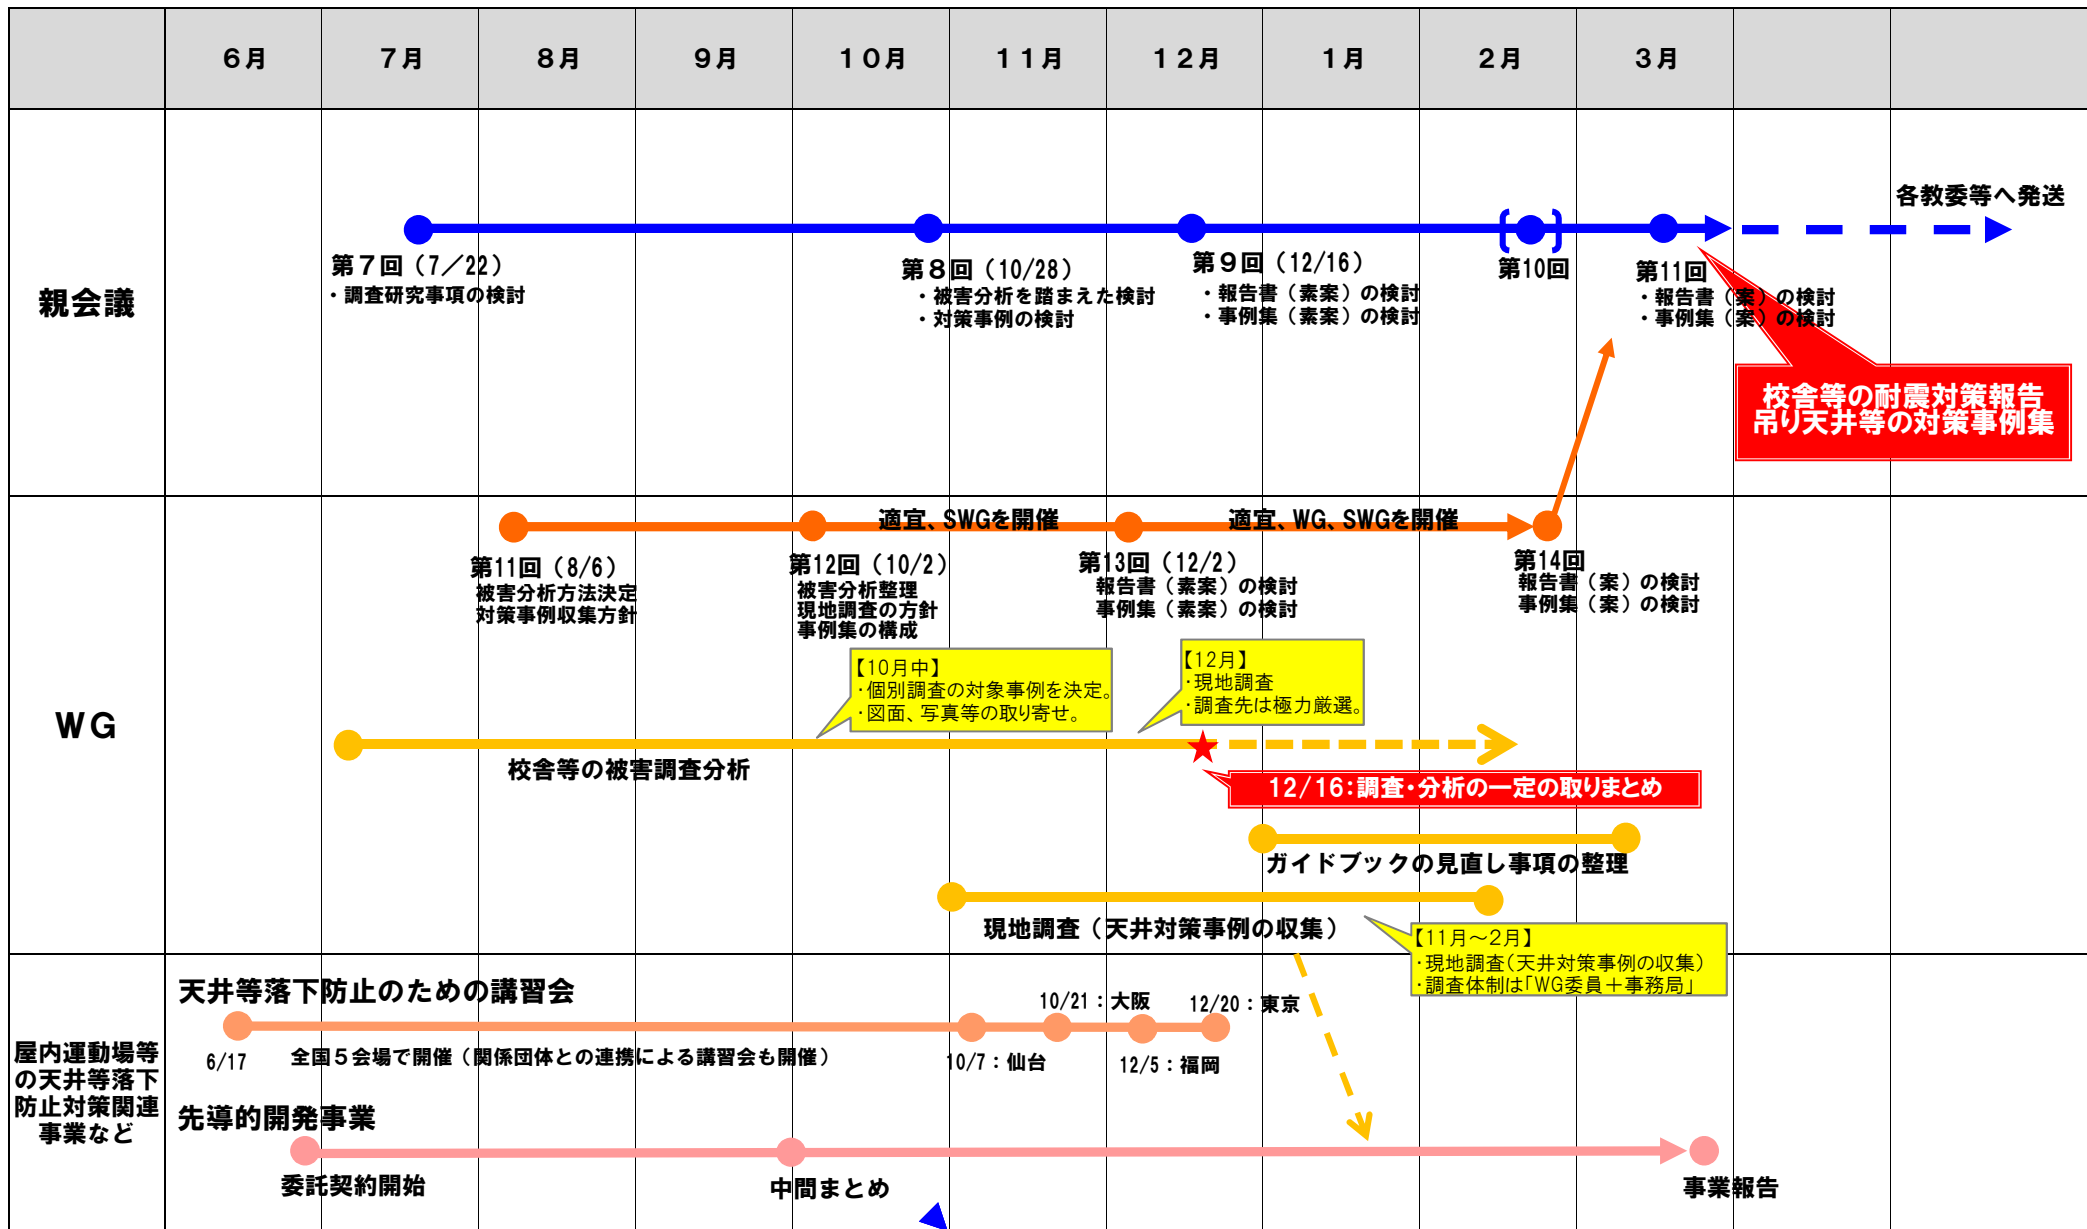 6月
7月
8月
9月
10月
11月
12月
1月
2月
3月
親会議
第7回（7／22）
・調査研究事項の検討
第8回（10/28）
・被害分析を踏まえた検討
・対策事例の検討
第9回（12/16）
・報告書（素案）の検討
・事例集（素案）の検討
第10回
第11回
・報告書（案）の検討
・事例集（案）の検討
各教委等へ発送
校舎等の耐震対策報告
吊り天井等の対策事例集
WG
適宜、SWGを開催
適宜、WG、SWGを開催
第11回（8/6）
被害分析方法決定
対策事例収集方針
第12回（10/2）
被害分析整理
現地調査の方針
事例集の構成
第13回（12/2）
報告書（素案）の検討
事例集（素案）の検討
第14回
報告書（案）の検討
事例集（案）の検討
【10月中】
・個別調査の対象事例を決定。
・図面、写真等の取り寄せ。
【12月】
・現地調査
・調査先は極力厳選。
校舎等の被害調査分析
12/16：調査・分析の一定の取りまとめ
ガイドブックの見直し事項の整理
現地調査（天井対策事例の収集）
【11月～2月】
・現地調査（天井対策事例の収集）
・調査体制は「WG委員＋事務局」
屋内運動場等
の天井等落下
防止対策関連
事業など
天井等落下防止のための講習会
6/17
全国5会場で開催（関係団体との連携による講習会も開催）
10/7：仙台
10/21：大阪
12/5：福岡
12/20：東京
先導的開発事業
委託契約開始
中間まとめ
事業報告